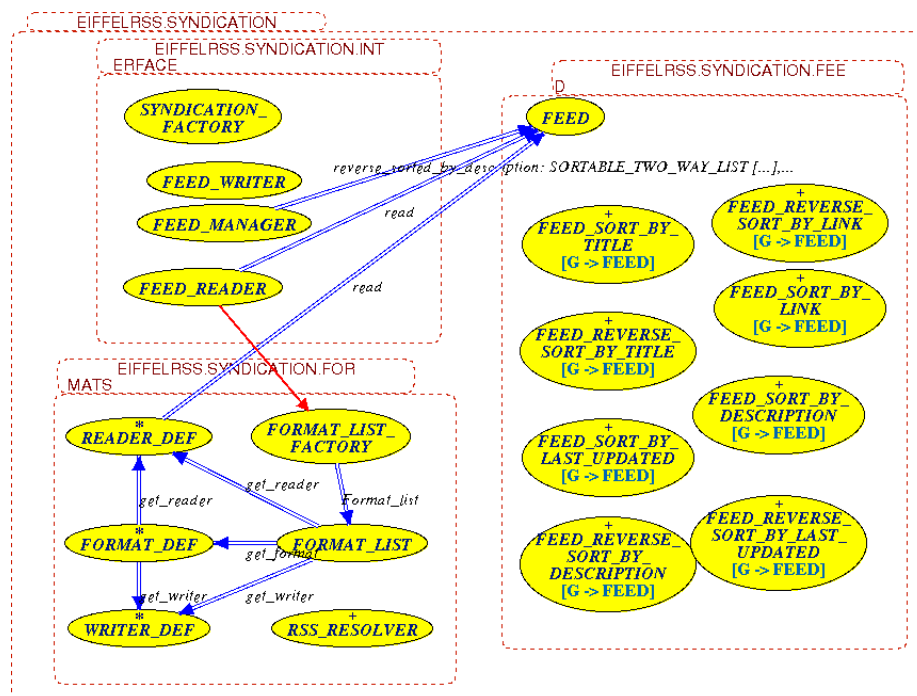 EIFFELRSS.SYNDICATION
EIFFELRSS.SYNDICATION.INT
ERFACE
SYNDICATION_
FACTORY
FEED_WRITER
FEED_MANAGER
FEED_READER
EIFFELRSS.SYNDICATION.FEE
D
FEED
reverse_sorted_by_description: SORTABLE_TWO_WAY_LIST [...],...
read
read
+
FEED_SORT_BY_
TITLE
[G -> FEED]
+
FEED_REVERSE_
SORT_BY_LINK
[G -> FEED]
+
FEED_SORT_BY_
LINK
[G -> FEED]
+
FEED_REVERSE_
SORT_BY_TITLE
[G -> FEED]
+
FEED_SORT_BY_
DESCRIPTION
[G -> FEED]
+
FEED_SORT_BY_
LAST_UPDATED
[G -> FEED]
+
FEED_REVERSE_
SORT_BY_LAST_
UPDATED
[G -> FEED]
+
FEED_REVERSE_
SORT_BY_
DESCRIPTION
[G -> FEED]
EIFFELRSS.SYNDICATION.FOR
MATS
*
READER_DEF
FORMAT_LIST_
FACTORY
get_reader
get_reader
Format_list
*
FORMAT_DEF
FORMAT_LIST
get_format
get_writer
get_writer
*
WRITER_DEF
+
RSS_RESOLVER